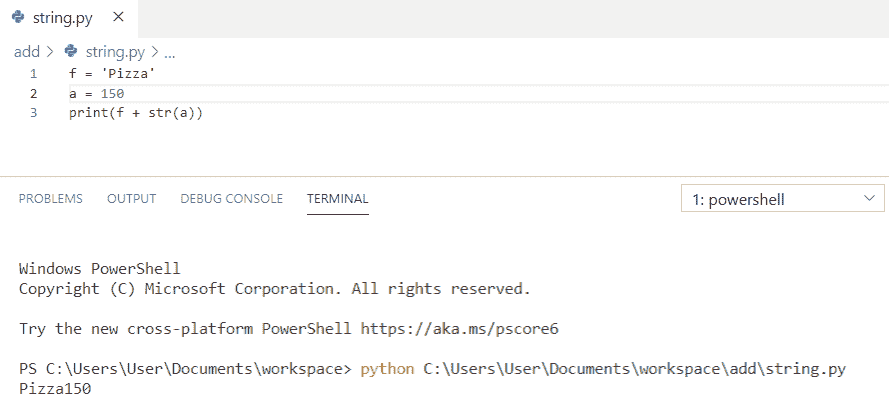 string.py
add > string.py > ...
1 f = 'Pizza'
2 a = 150
3 print(f + str(a))
PROBLEMS OUTPUT DEBUG CONSOLE TERMINAL 1: powershell
Windows PowerShell
Copyright (C) Microsoft Corporation. All rights reserved.
Try the new cross-platform PowerShell https://aka.ms/pscore6
PS C:\Users\User\Documents\workspace> python C:\Users\User\Documents\workspace\add\string.py
Pizza150